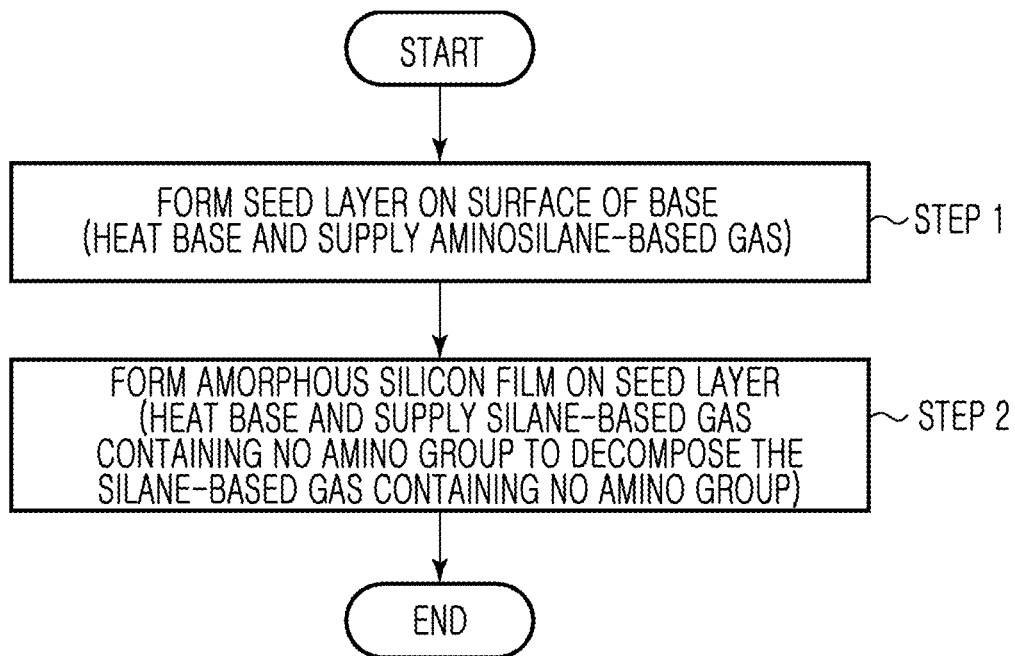 START
FORM SEED LAYER ON SURFACE OF BASE
(HEAT BASE AND SUPPLY AMINOSILANE-BASED GAS)
STEP 1
FORM AMORPHOUS SILICON FILM ON SEED LAYER
(HEAT BASE AND SUPPLY SILANE-BASED GAS
CONTAINING NO AMINO GROUP TO DECOMPOSE THE
SILANE-BASED GAS CONTAINING NO AMINO GROUP)
STEP 2
END